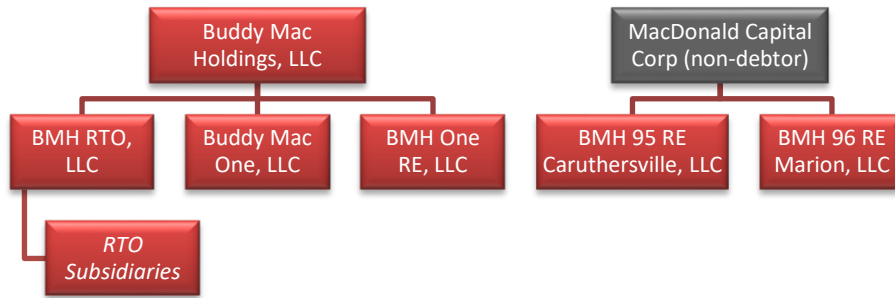 Buddy Mac
Holdings, LLC
MacDonald Capital
Corp (non-debtor)
BMH RTO,
LLC
Buddy Mac
One, LLC
BMH One
RE, LLC
BMH 95 RE
Caruthersville, LLC
BMH 96 RE
Marion, LLC
RTO
Subsidiaries